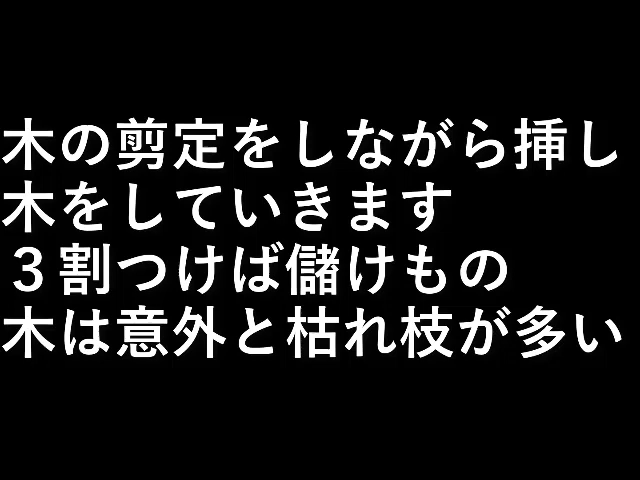 木の剪定をしながら挿し
木をしていきます
３割つけば儲けもの
木は意外と枯れ枝が多い